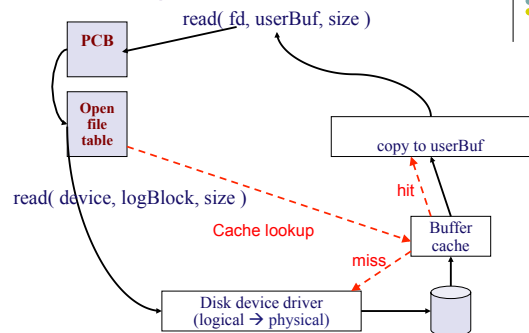 read( fd, userBuf, size )
PCB
Open
file
table
copy to userBuf
read( device, logBlock, size )
hit
Cache lookup
Buffer
cache
miss
Disk device driver
(logical → physical)